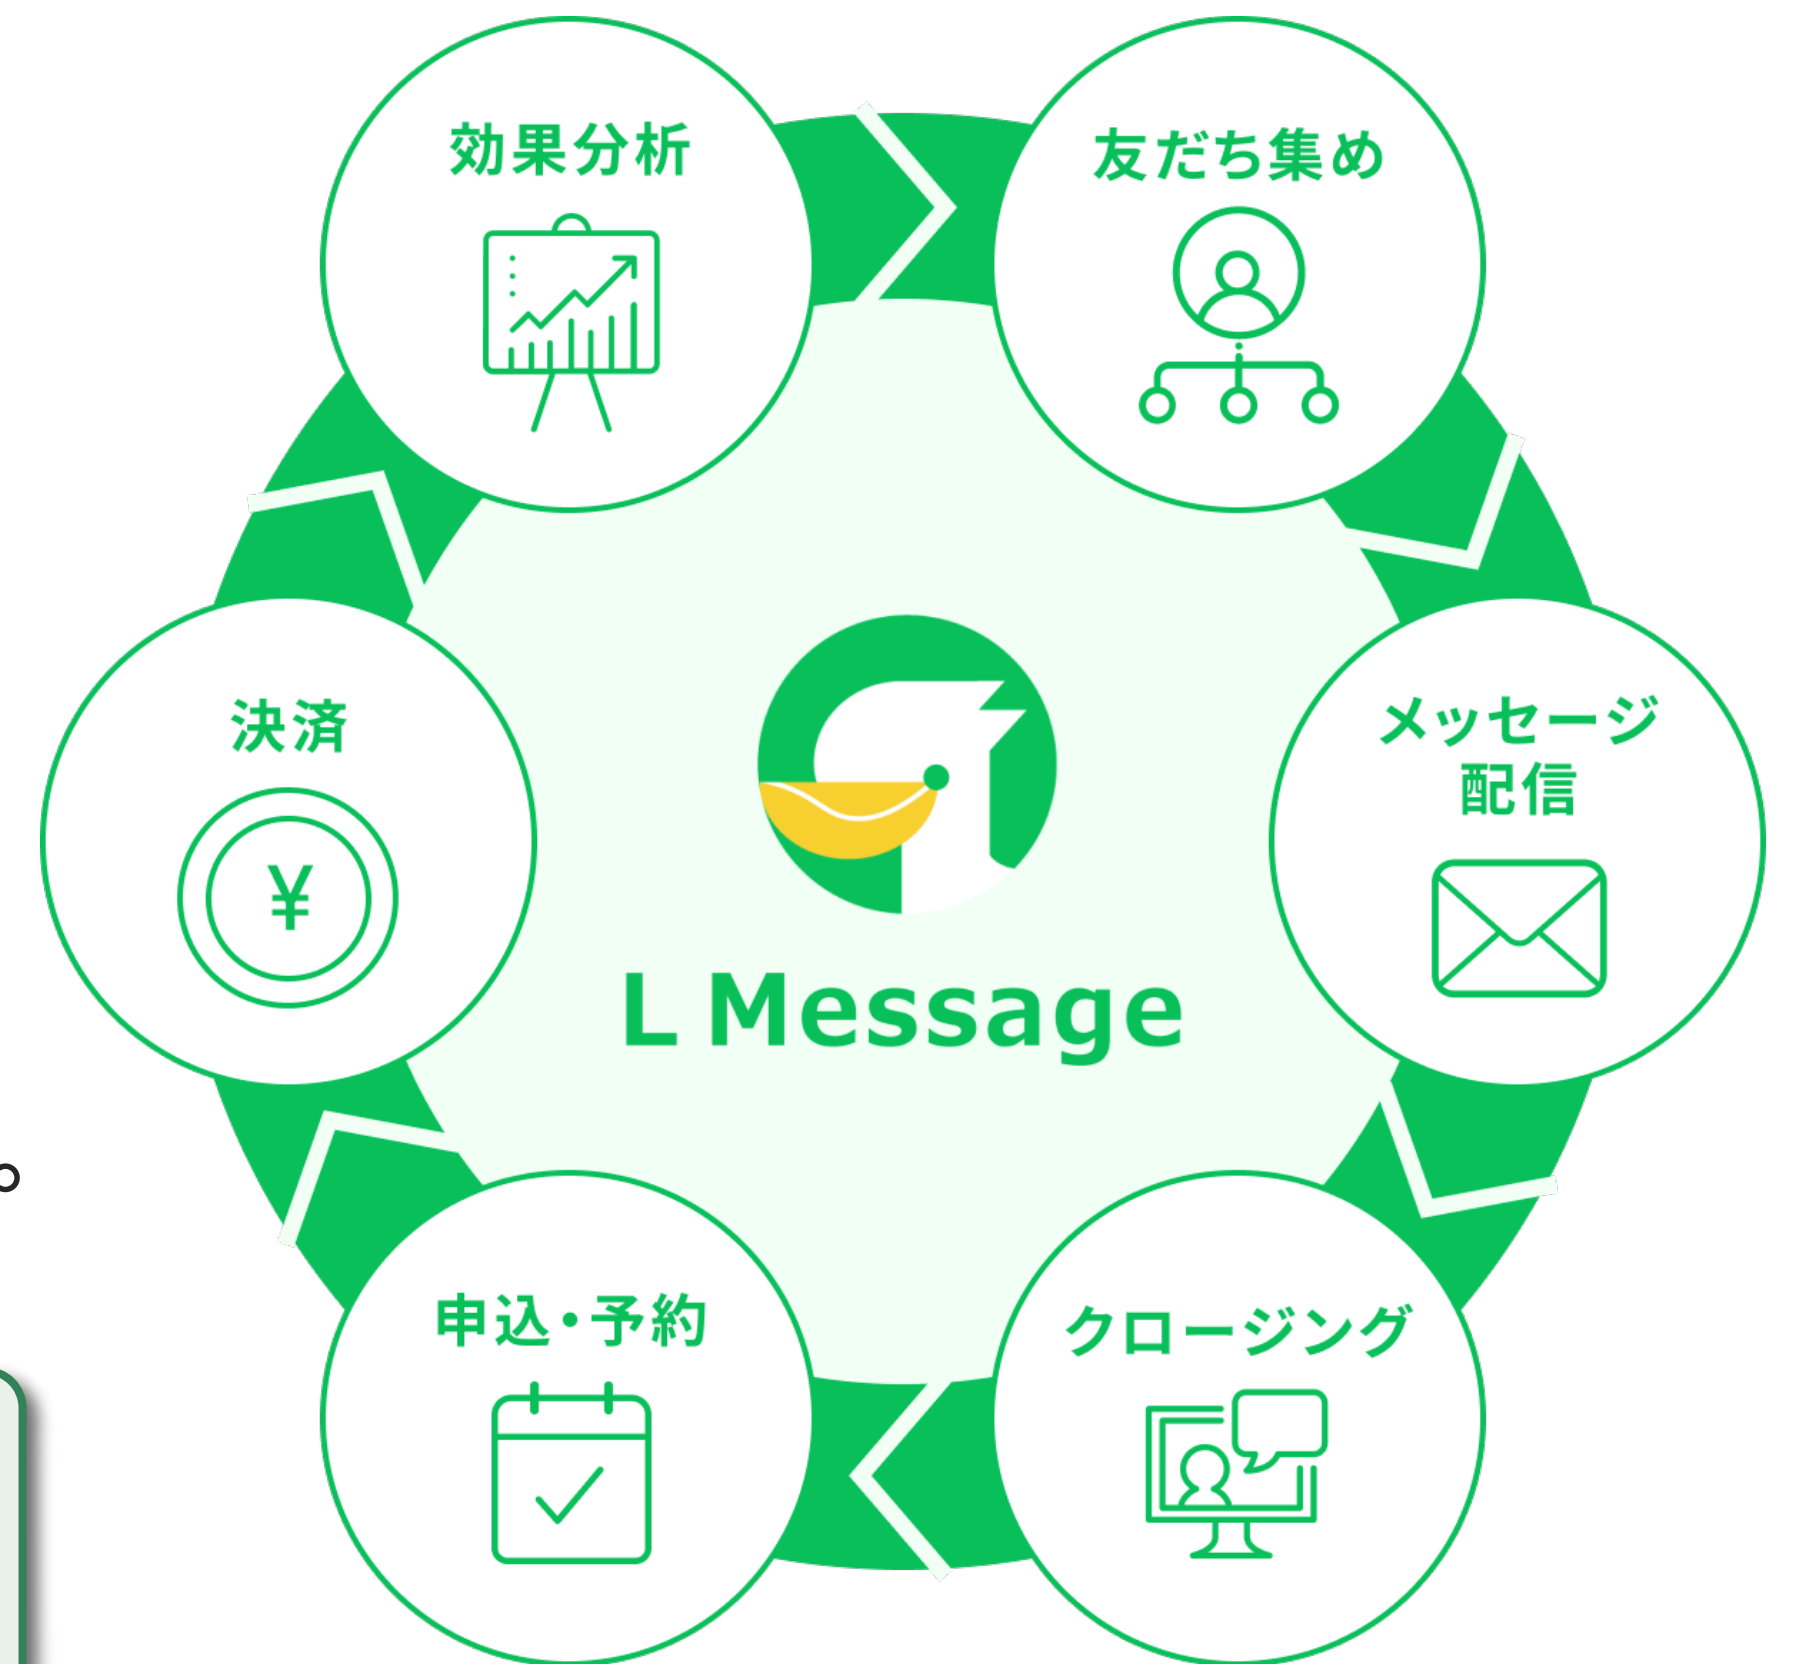 効果分析
友だち集め
決済
¥
メッセージ
配信
L Message
。
申込・予約
クロージング